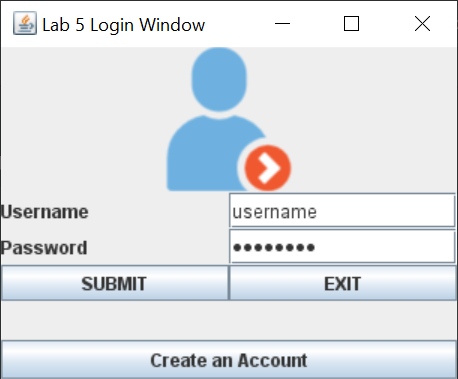 Lab 5 Login Window
Username username
Password ••••••••
SUBMIT EXIT
Create an Account